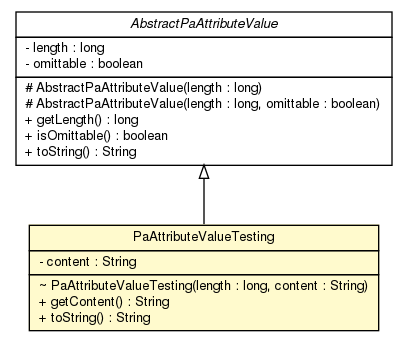 AbstractPaAttributeValue
- length : long
- omittable : boolean
# AbstractPaAttributeValue(length : long)
# AbstractPaAttributeValue(length : long, omittable : boolean)
+ getLength() : long
+ isOmittable() : boolean
+ toString() : String
PaAttributeValueTesting
- content : String
~ PaAttributeValueTesting(length : long, content : String)
+ getContent() : String
+ toString() : String